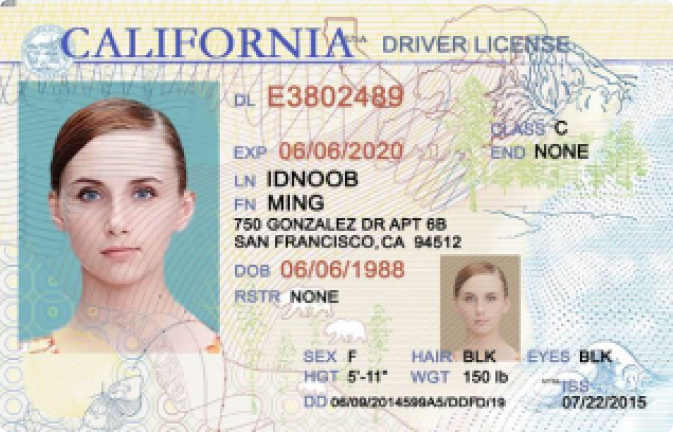 CALIFORNIA DRIVER LICENSE
DL E3802489
CLASS C
EXP 06/06/2020 END NONE
LN IDNOOB
FN MING
750 GONZALEZ DR APT 6B
SAN FRANCISCO,CA 94512
DOB 06/06/1988
RSTR NONE
SEX F HAIR BLK EYES BLK
HGT 5'-11" WGT 150 lb ISS
DD 06/09/2014599A5/DDFD/19 07/22/2015